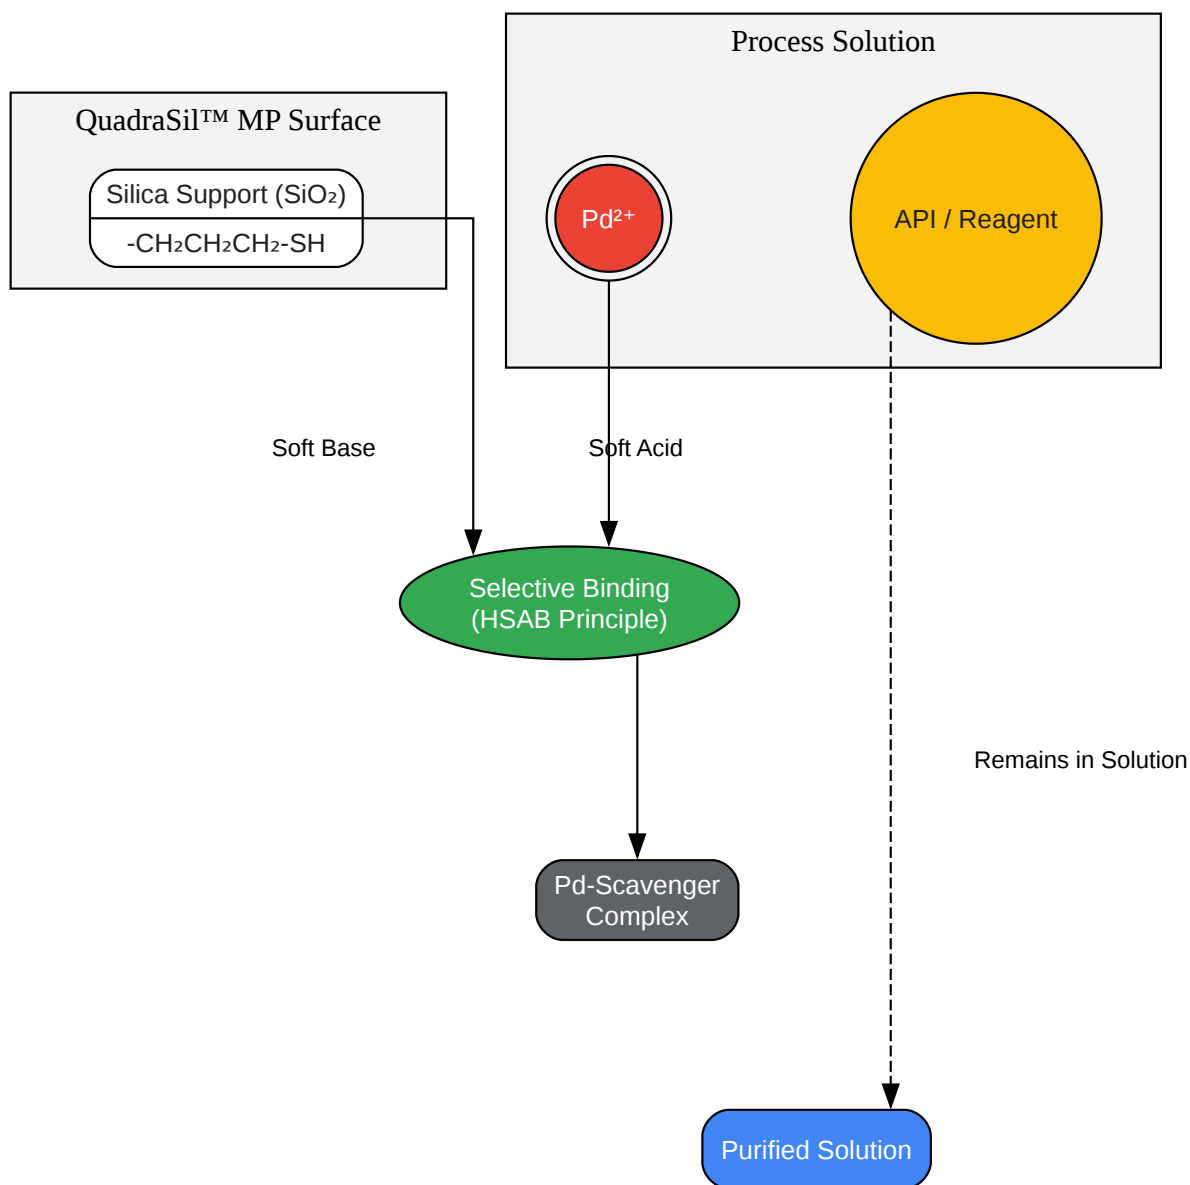 Process Solution
QuadraSil™ MP Surface
Silica Support (SiO₂)
-CH₂CH₂CH₂-SH
Pd²⁺
API / Reagent
Soft Base
Soft Acid
Selective Binding
(HSAB Principle)
Remains in Solution
Pd-Scavenger
Complex
Purified Solution